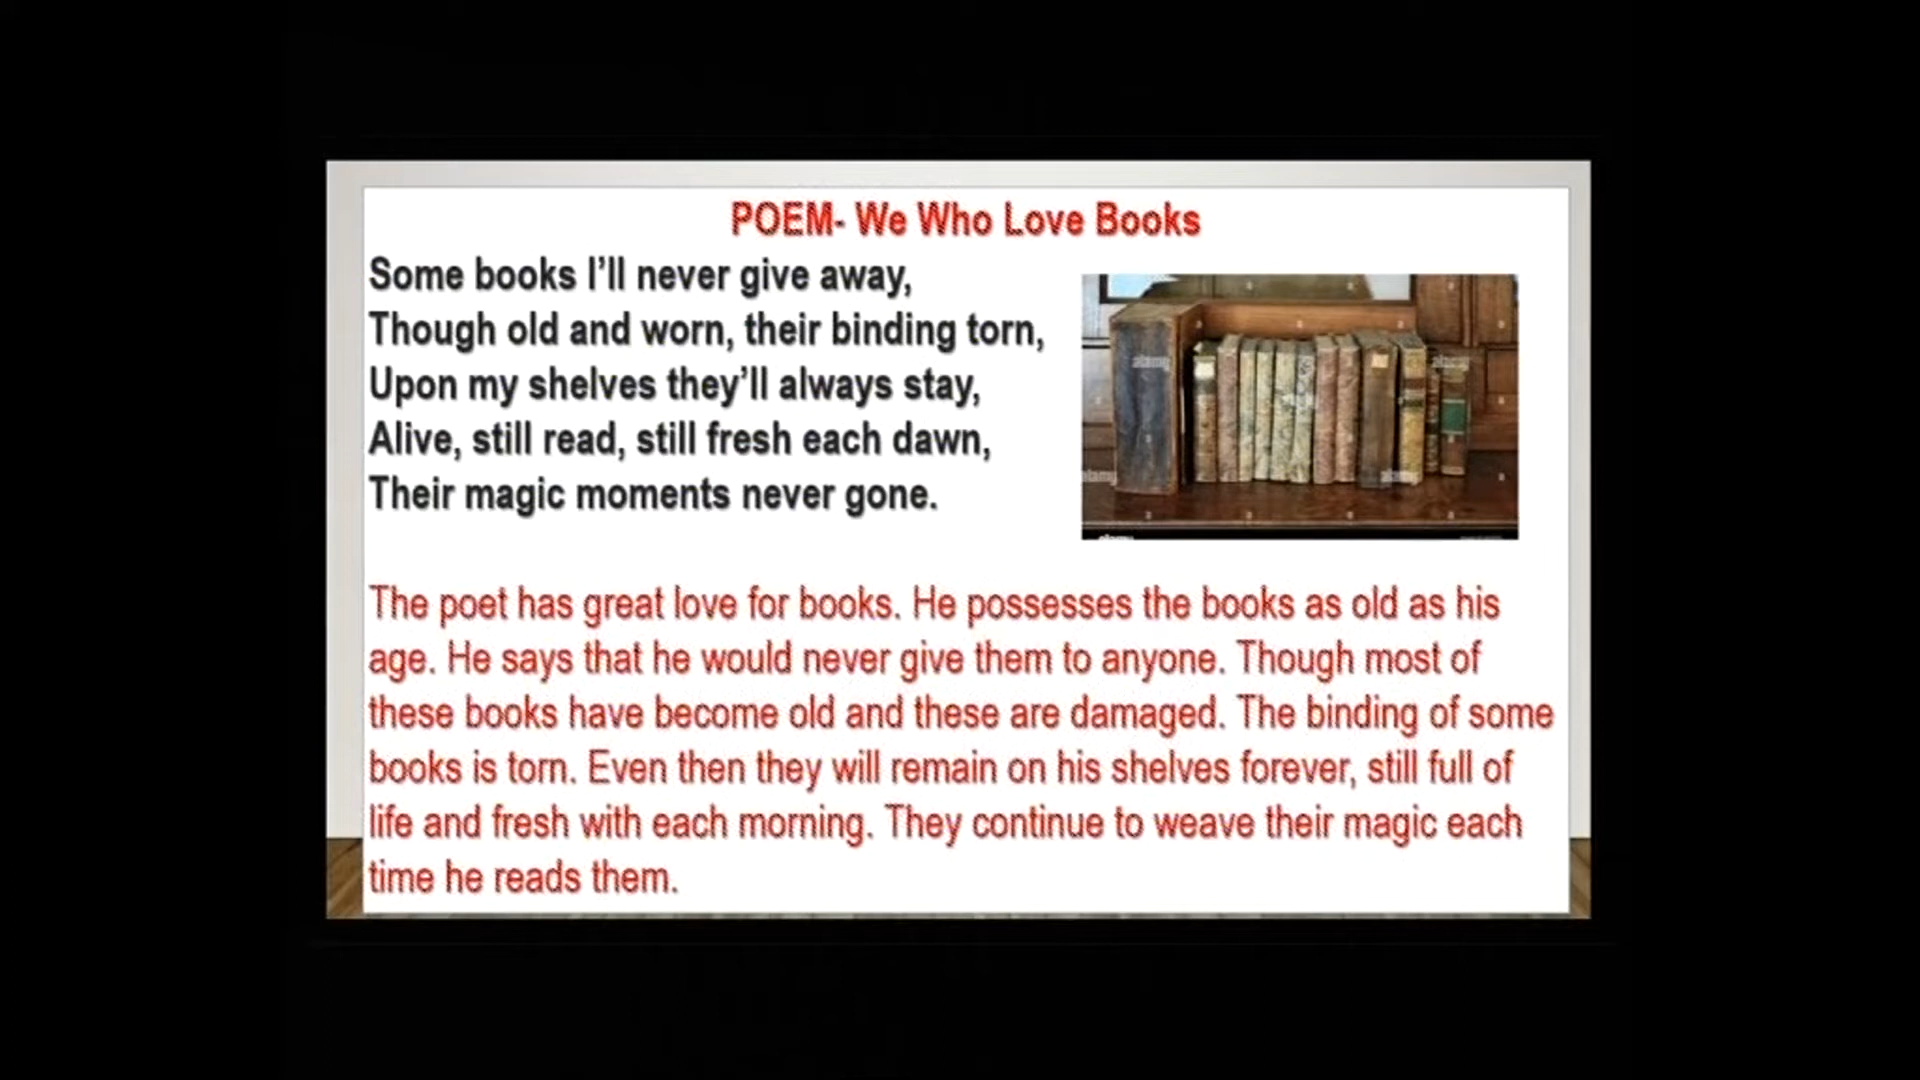 POEM- We Who Love Books
Some books I’ll never give away,
Though old and worn, their binding torn,
Upon my shelves they’ll always stay,
Alive, still read, still fresh each dawn,
Their magic moments never gone.
The poet has great love for books. He possesses the books as old as his
age. He says that he would never give them to anyone. Though most of
these books have become old and these are damaged. The binding of some
books is torn. Even then they will remain on his shelves forever, still full of
life and fresh with each morning. They continue to weave their magic each
time he reads them.
alamy
alamy
alamy
alamy